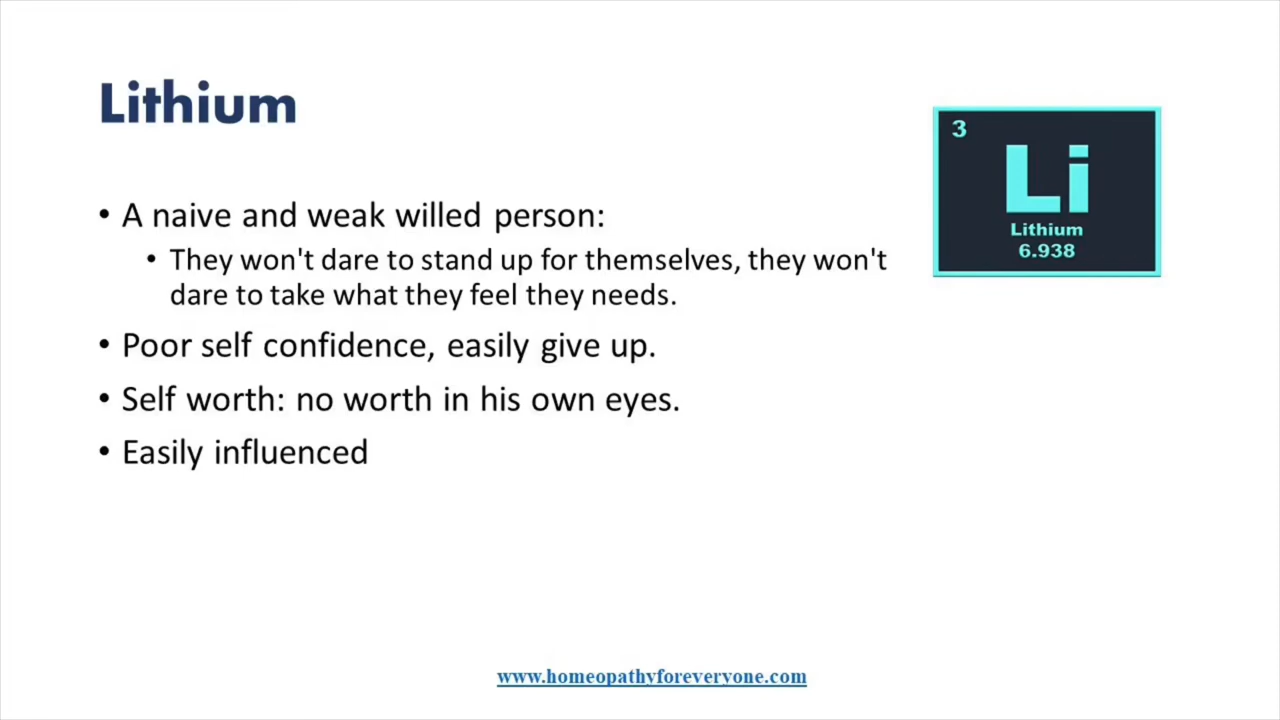 Lithium
3
Li
Lithium
6.938
• A naive and weak willed person:
• They won't dare to stand up for themselves, they won't
dare to take what they feel they needs.
• Poor self confidence, easily give up.
• Self worth: no worth in his own eyes.
• Easily influenced
www.homeopathyforeveryone.com